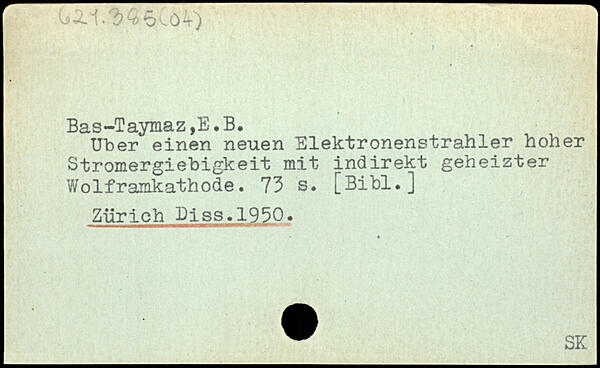 621.385(04)
Bas-Taymaz,E.B.
Uber einen neuen Elektronenstrahler hoher
Stromergiebigkeit mit indirekt geheizter
Wolframkathode. 73 s. [Bibl.]
Zürich Diss.1950.
SK